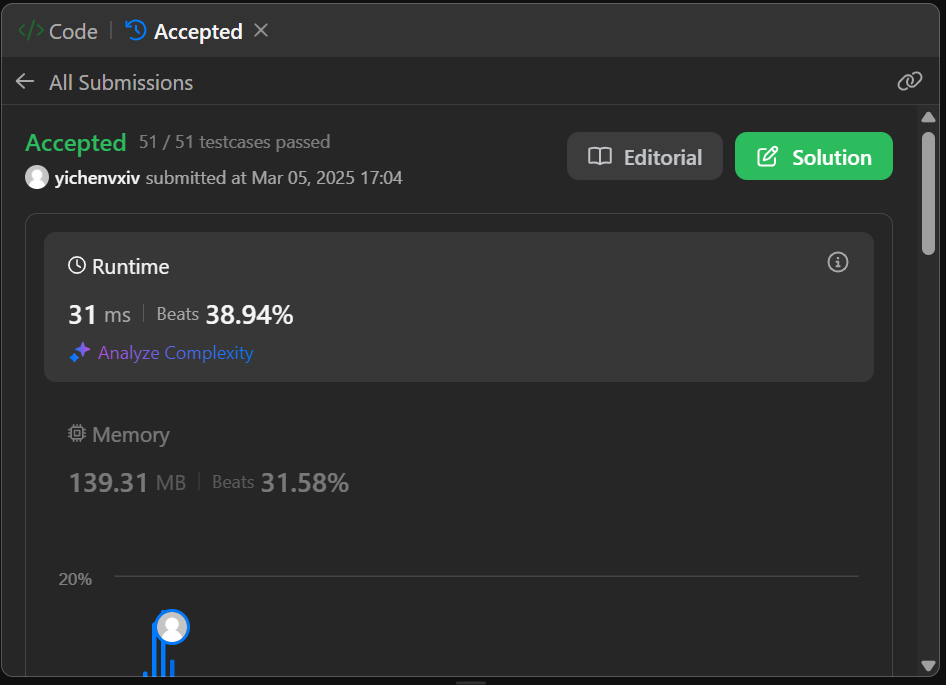 </> Code | Accepted
All Submissions
Accepted 51 / 51 testcases passed
Editorial
Solution
yichenvxiv submitted at Mar 05, 2025 17:04
Runtime
31 ms | Beats 38.94%
Analyze Complexity
Memory
139.31 MB | Beats 31.58%
20%